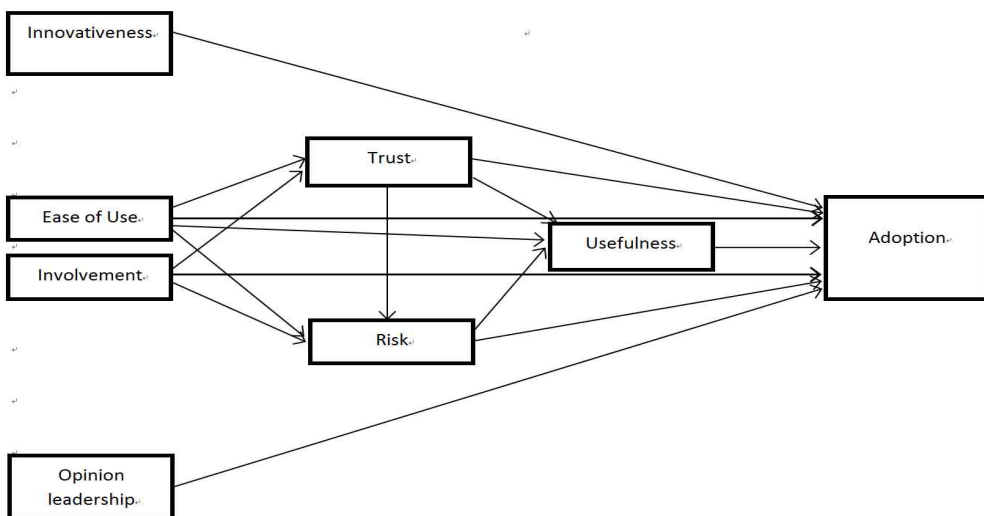 Innovativeness
Trust
Ease of Use
Usefulness
Adoption
Involvement
Risk
Opinion
leadership